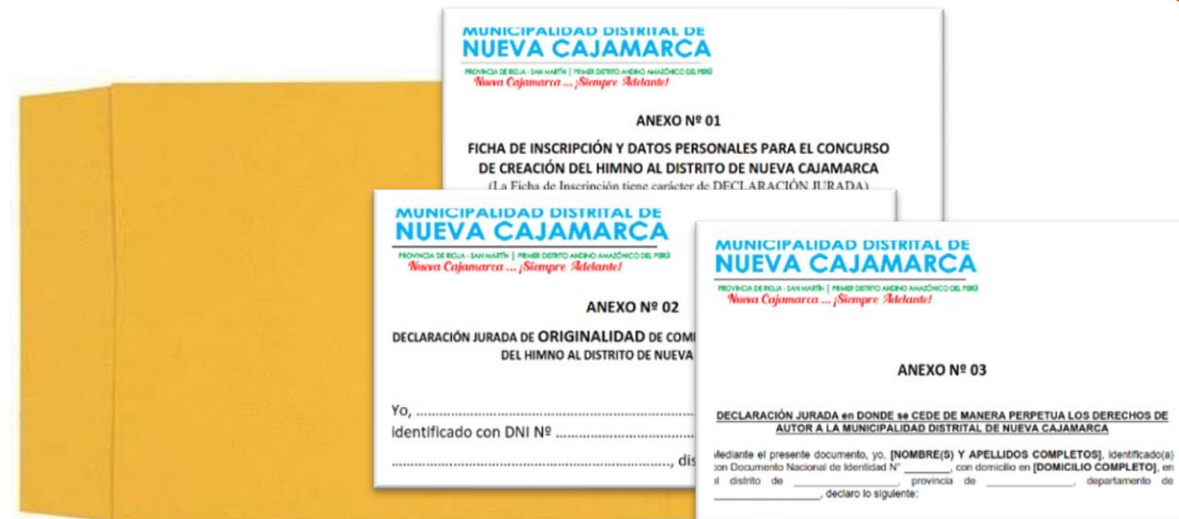 MUNICIPALIDAD DISTRITAL DE
NUEVA CAJAMARCA
PROVINCIA DE RIOJA - SAN MARTÍN | PRIMER DISTRITO ANDINO AMAZÓNICO DEL PERÚ
Nueva Cajamarca ... ¡Siempre Adelante!
ANEXO Nº 01
FICHA DE INSCRIPCIÓN Y DATOS PERSONALES PARA EL CONCURSO
DE CREACIÓN DEL HIMNO AL DISTRITO DE NUEVA CAJAMARCA
(La Ficha de Inscripción tiene carácter de DECLARACIÓN JURADA)
MUNICIPALIDAD DISTRITAL DE
NUEVA CAJAMARCA
PROVINCIA DE RIOJA - SAN MARTÍN | PRIMER DISTRITO ANDINO AMAZÓNICO DEL PERÚ
Nueva Cajamarca ... ¡Siempre Adelante!
ANEXO Nº 02
DECLARACIÓN JURADA DE ORIGINALIDAD DE COM
DEL HIMNO AL DISTRITO DE NUEVA
Yo, ..............................................................
identificado con DNI Nº ..............................
.............................................................., dis
MUNICIPALIDAD DISTRITAL DE
NUEVA CAJAMARCA
PROVINCIA DE RIOJA - SAN MARTÍN | PRIMER DISTRITO ANDINO AMAZÓNICO DEL PERÚ
Nueva Cajamarca ... ¡Siempre Adelante!
ANEXO Nº 03
DECLARACIÓN JURADA en DONDE se CEDE DE MANERA PERPETUA LOS DERECHOS DE
AUTOR A LA MUNICIPALIDAD DISTRITAL DE NUEVA CAJAMARCA
Mediante el presente documento, yo, [NOMBRE(S) Y APELLIDOS COMPLETOS], identificado(a)
con Documento Nacional de Identidad N° ________, con domicilio en [DOMICILIO COMPLETO], en
el distrito de ______________, provincia de ______________, departamento de
______________, declaro lo siguiente: